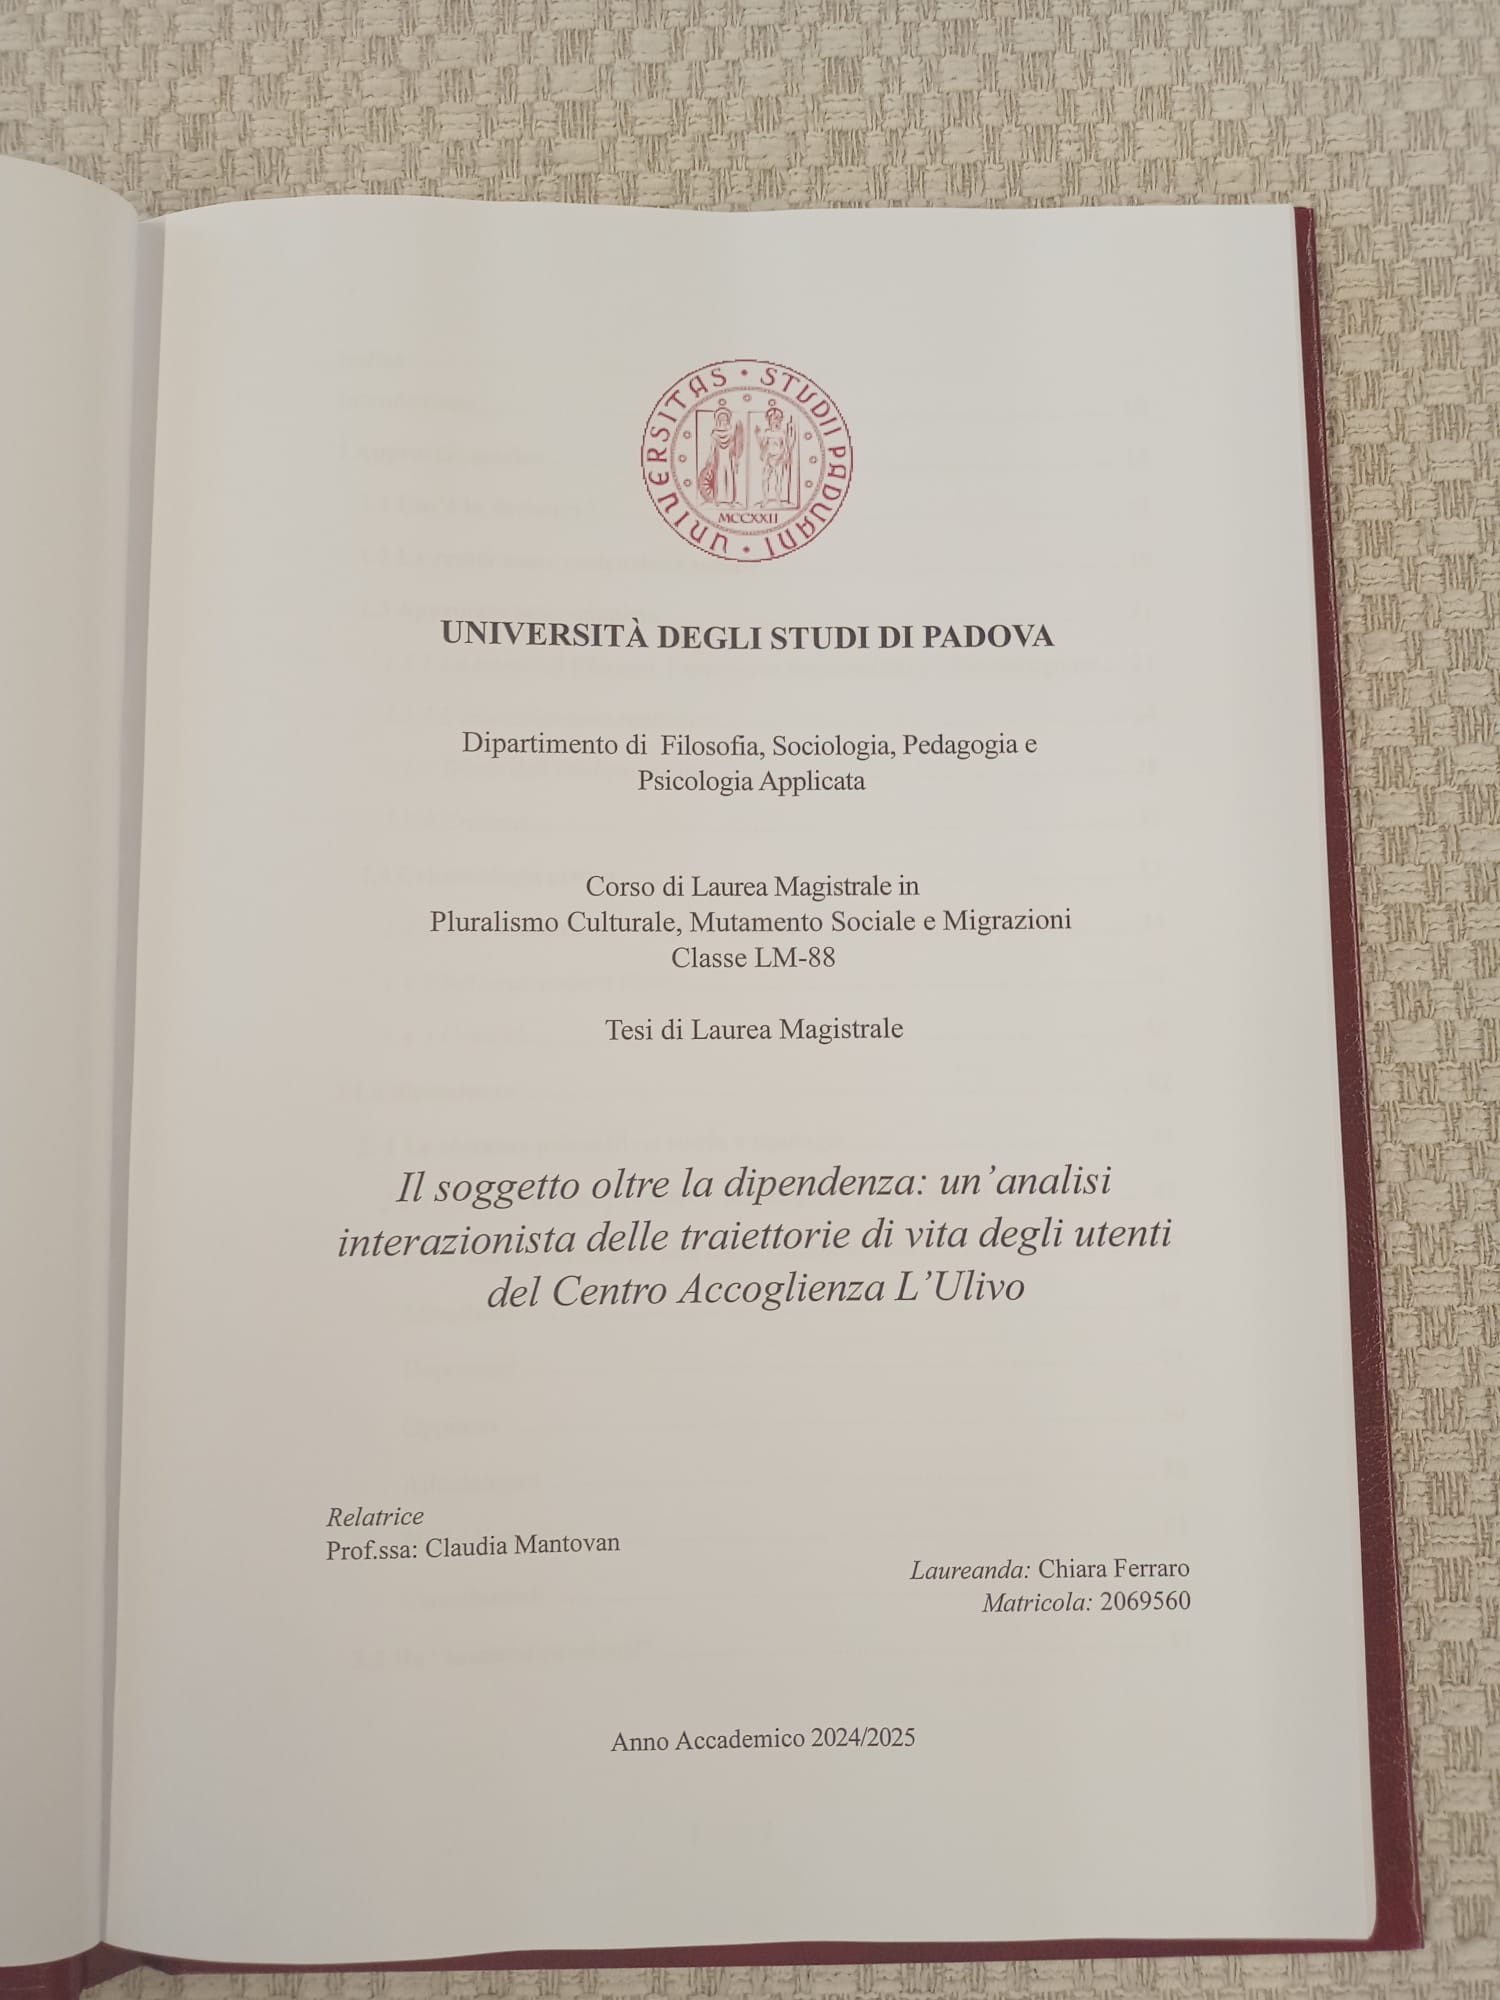 UNIVERSITAS STUDII PADUANI
MCCXXII
UNIVERSITÀ DEGLI STUDI DI PADOVA
Dipartimento di Filosofia, Sociologia, Pedagogia e
Psicologia Applicata
Corso di Laurea Magistrale in
Pluralismo Culturale, Mutamento Sociale e Migrazioni
Classe LM-88
Tesi di Laurea Magistrale
Il soggetto oltre la dipendenza: un'analisi
interazionista delle traiettorie di vita degli utenti
del Centro Accoglienza L'Ulivo
Relatrice
Prof.ssa: Claudia Mantovan
Laureanda: Chiara Ferraro
Matricola: 2069560
Anno Accademico 2024/2025